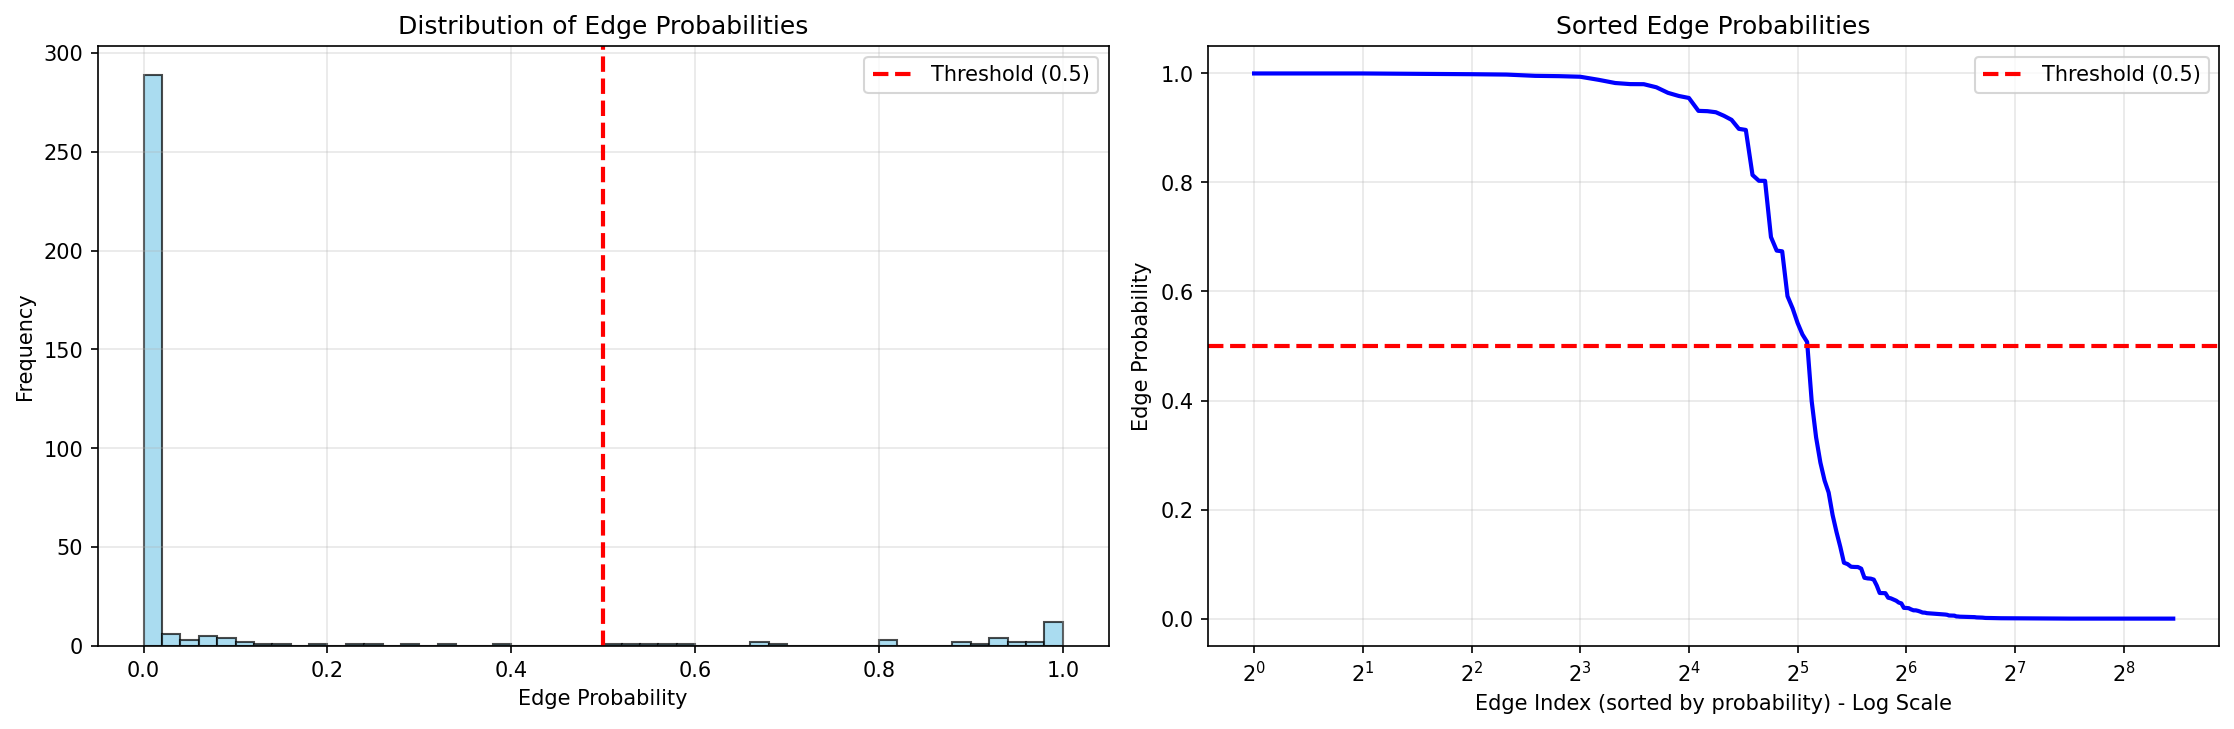 Distribution of Edge Probabilities
300
250
200
150
100
50
0
Frequency
0.0 0.2 0.4 0.6 0.8 1.0
Edge Probability
Threshold (0.5)
Sorted Edge Probabilities
1.0
0.8
0.6
0.4
0.2
0.0
Edge Probability
2⁰ 2¹ 2² 2³ 2⁴ 2⁵ 2⁶ 2⁷ 2⁸
Edge Index (sorted by probability) - Log Scale
Threshold (0.5)